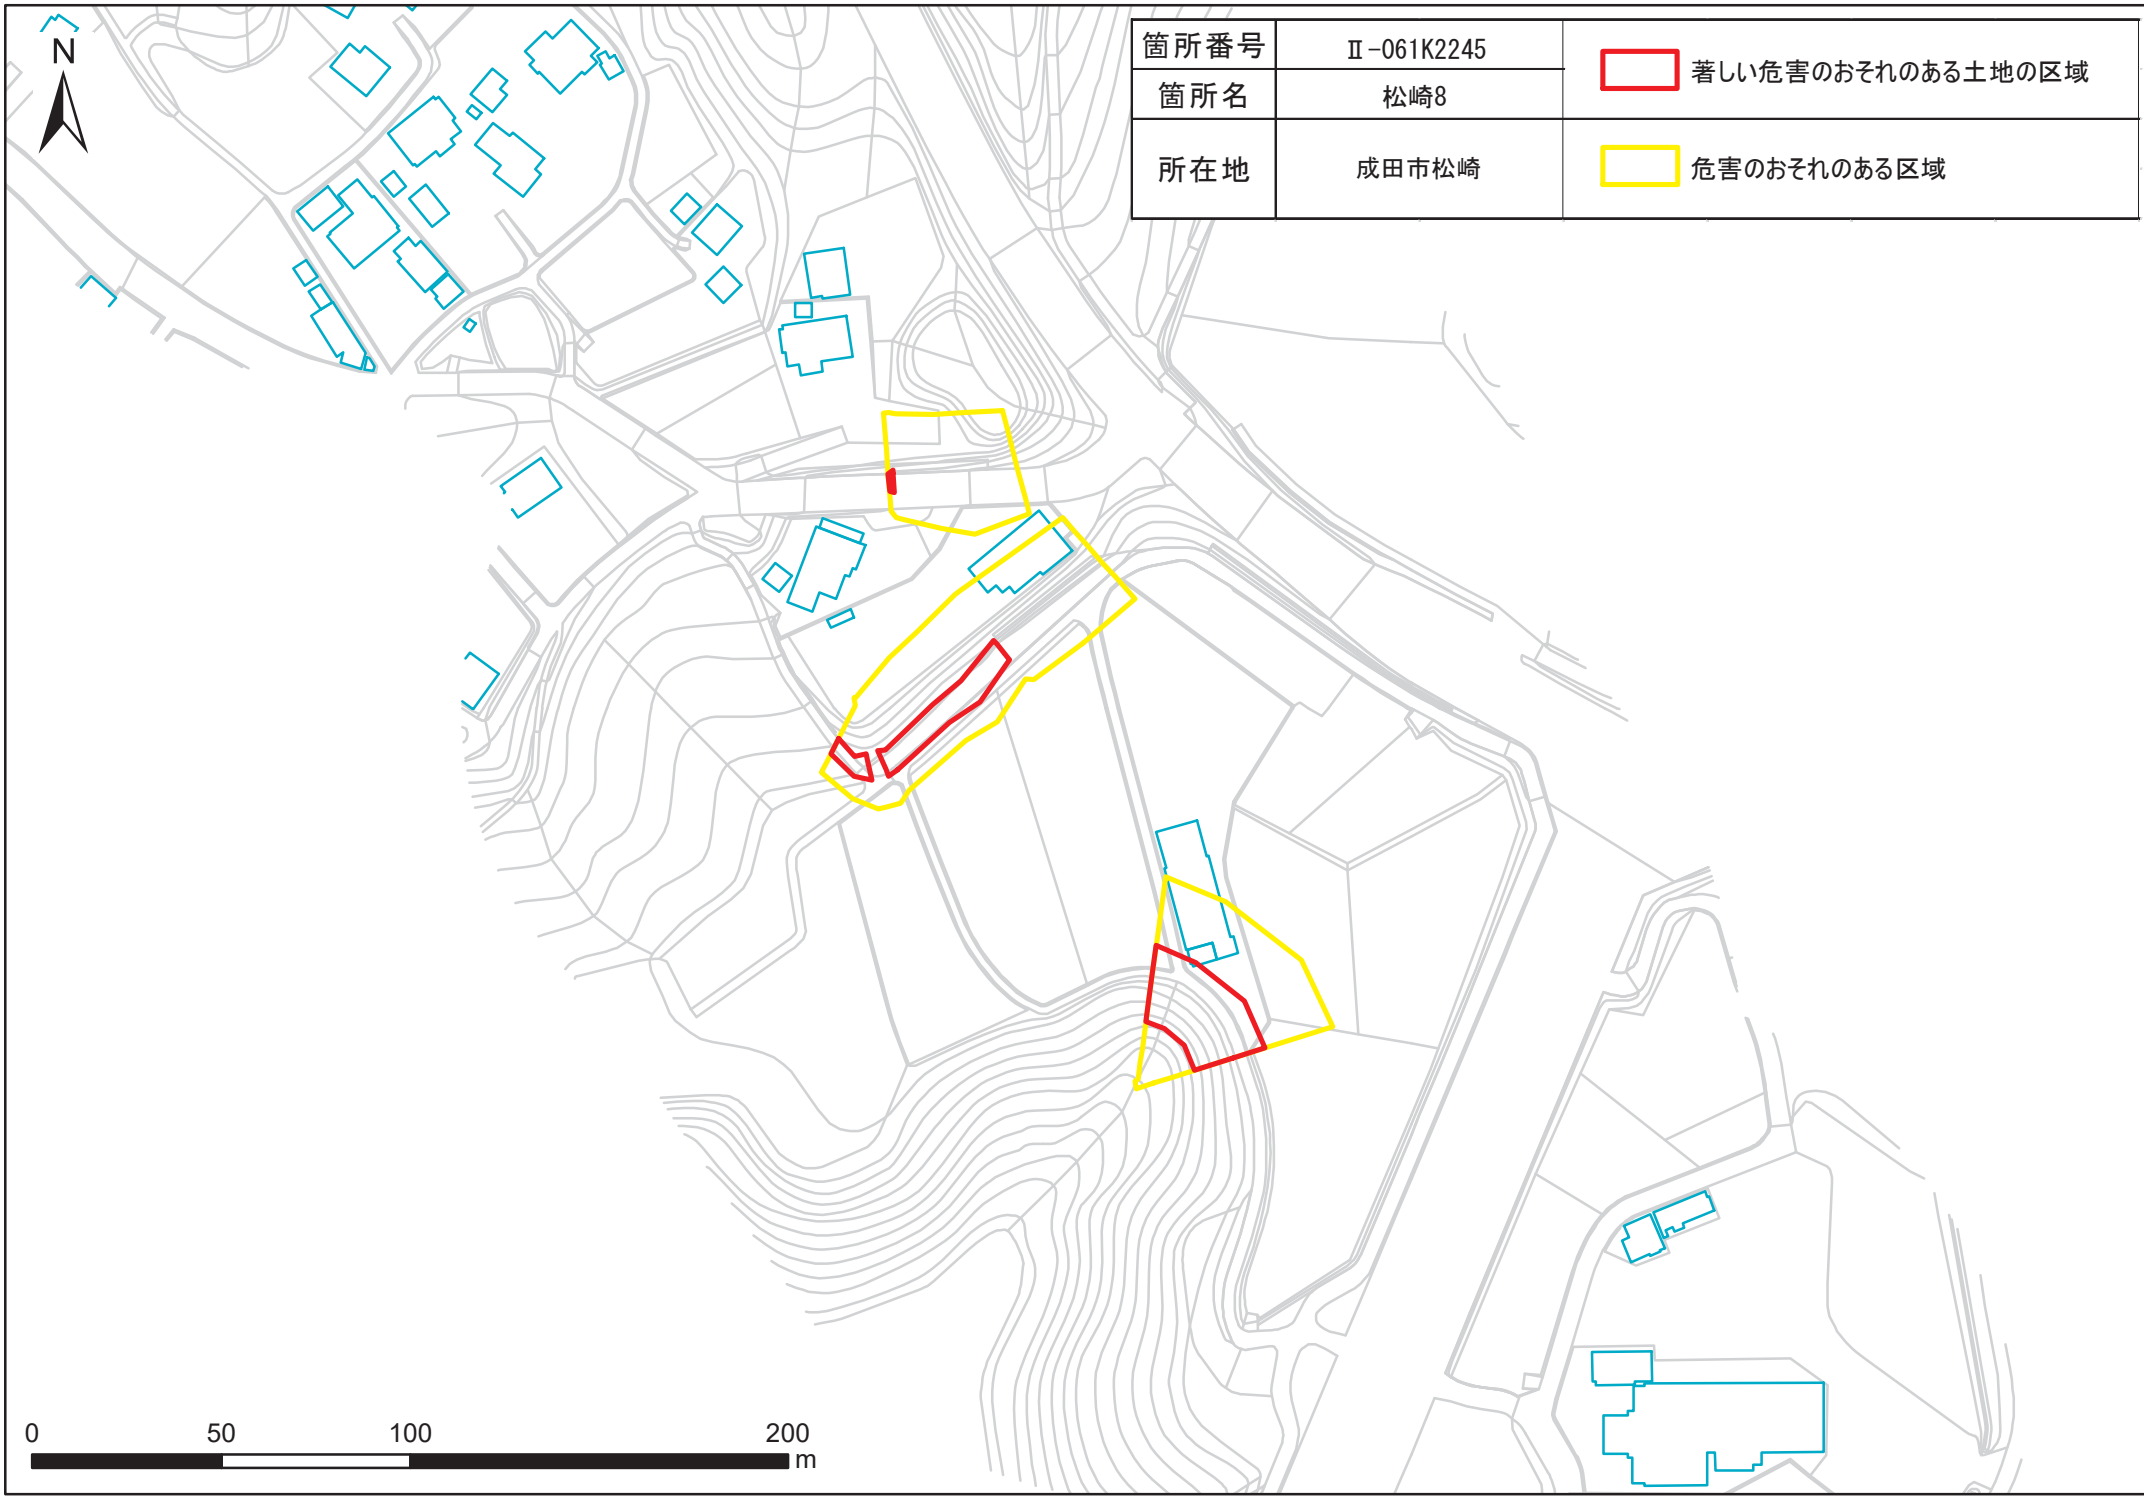 N
箇所番号 Ⅱ-061K2245
箇所名 松崎8
所在地 成田市松崎
著しい危害のおそれのある土地の区域
危害のおそれのある区域
0 50 100 200
m